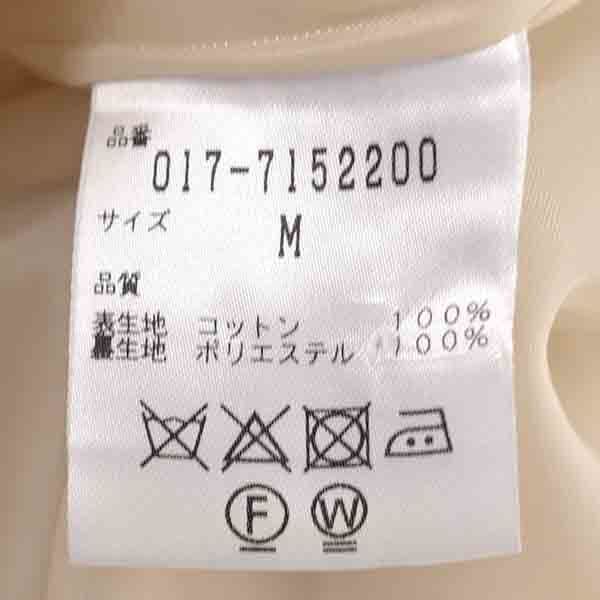 品番
017-7152200
サイズ
M
品質
表生地 コットン 100%
裏生地 ポリエステル 100%
F W